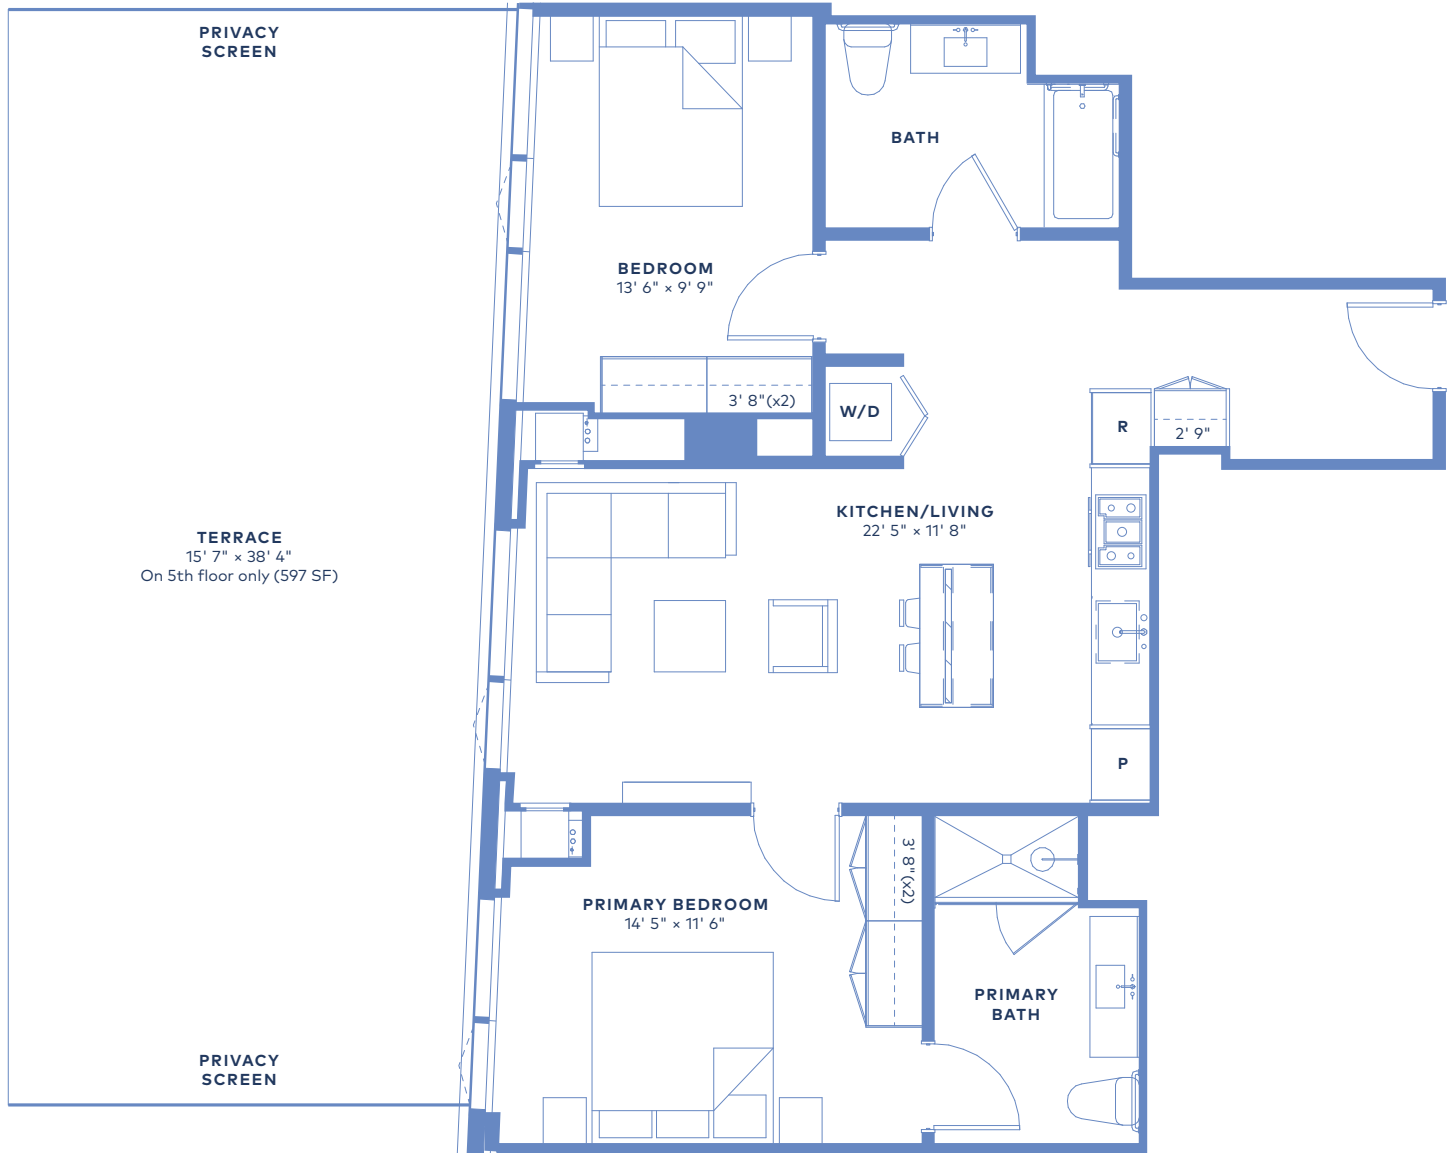 PRIVACY
SCREEN
BATH
BEDROOM
13' 6" × 9' 9"
3' 8"(x2)
W/D
R
2' 9"
KITCHEN/LIVING
22' 5" × 11' 8"
TERRACE
15' 7" × 38' 4"
On 5th floor only (597 SF)
P
3' 8"(x2)
PRIMARY BEDROOM
14' 5" × 11' 6"
PRIMARY
BATH
PRIVACY
SCREEN